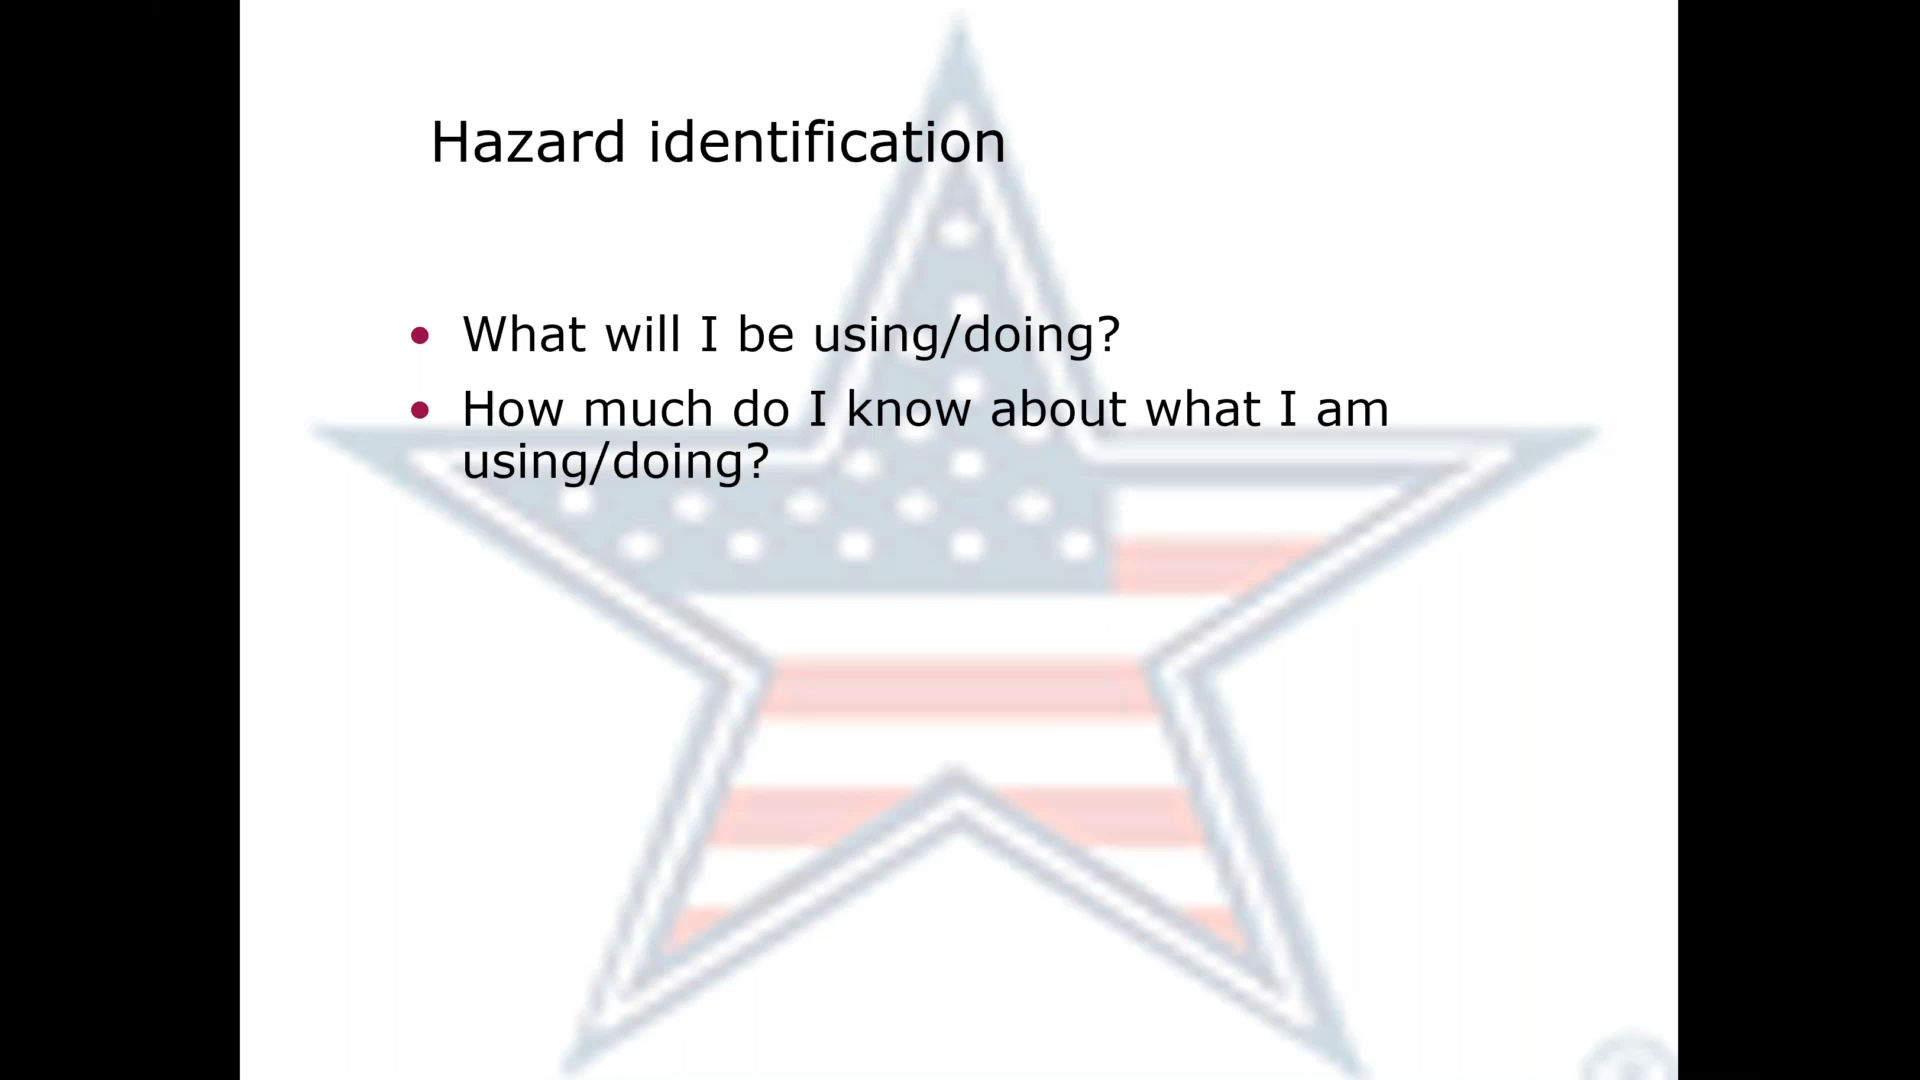 Hazard identification
• What will I be using/doing?
• How much do I know about what I am
using/doing?